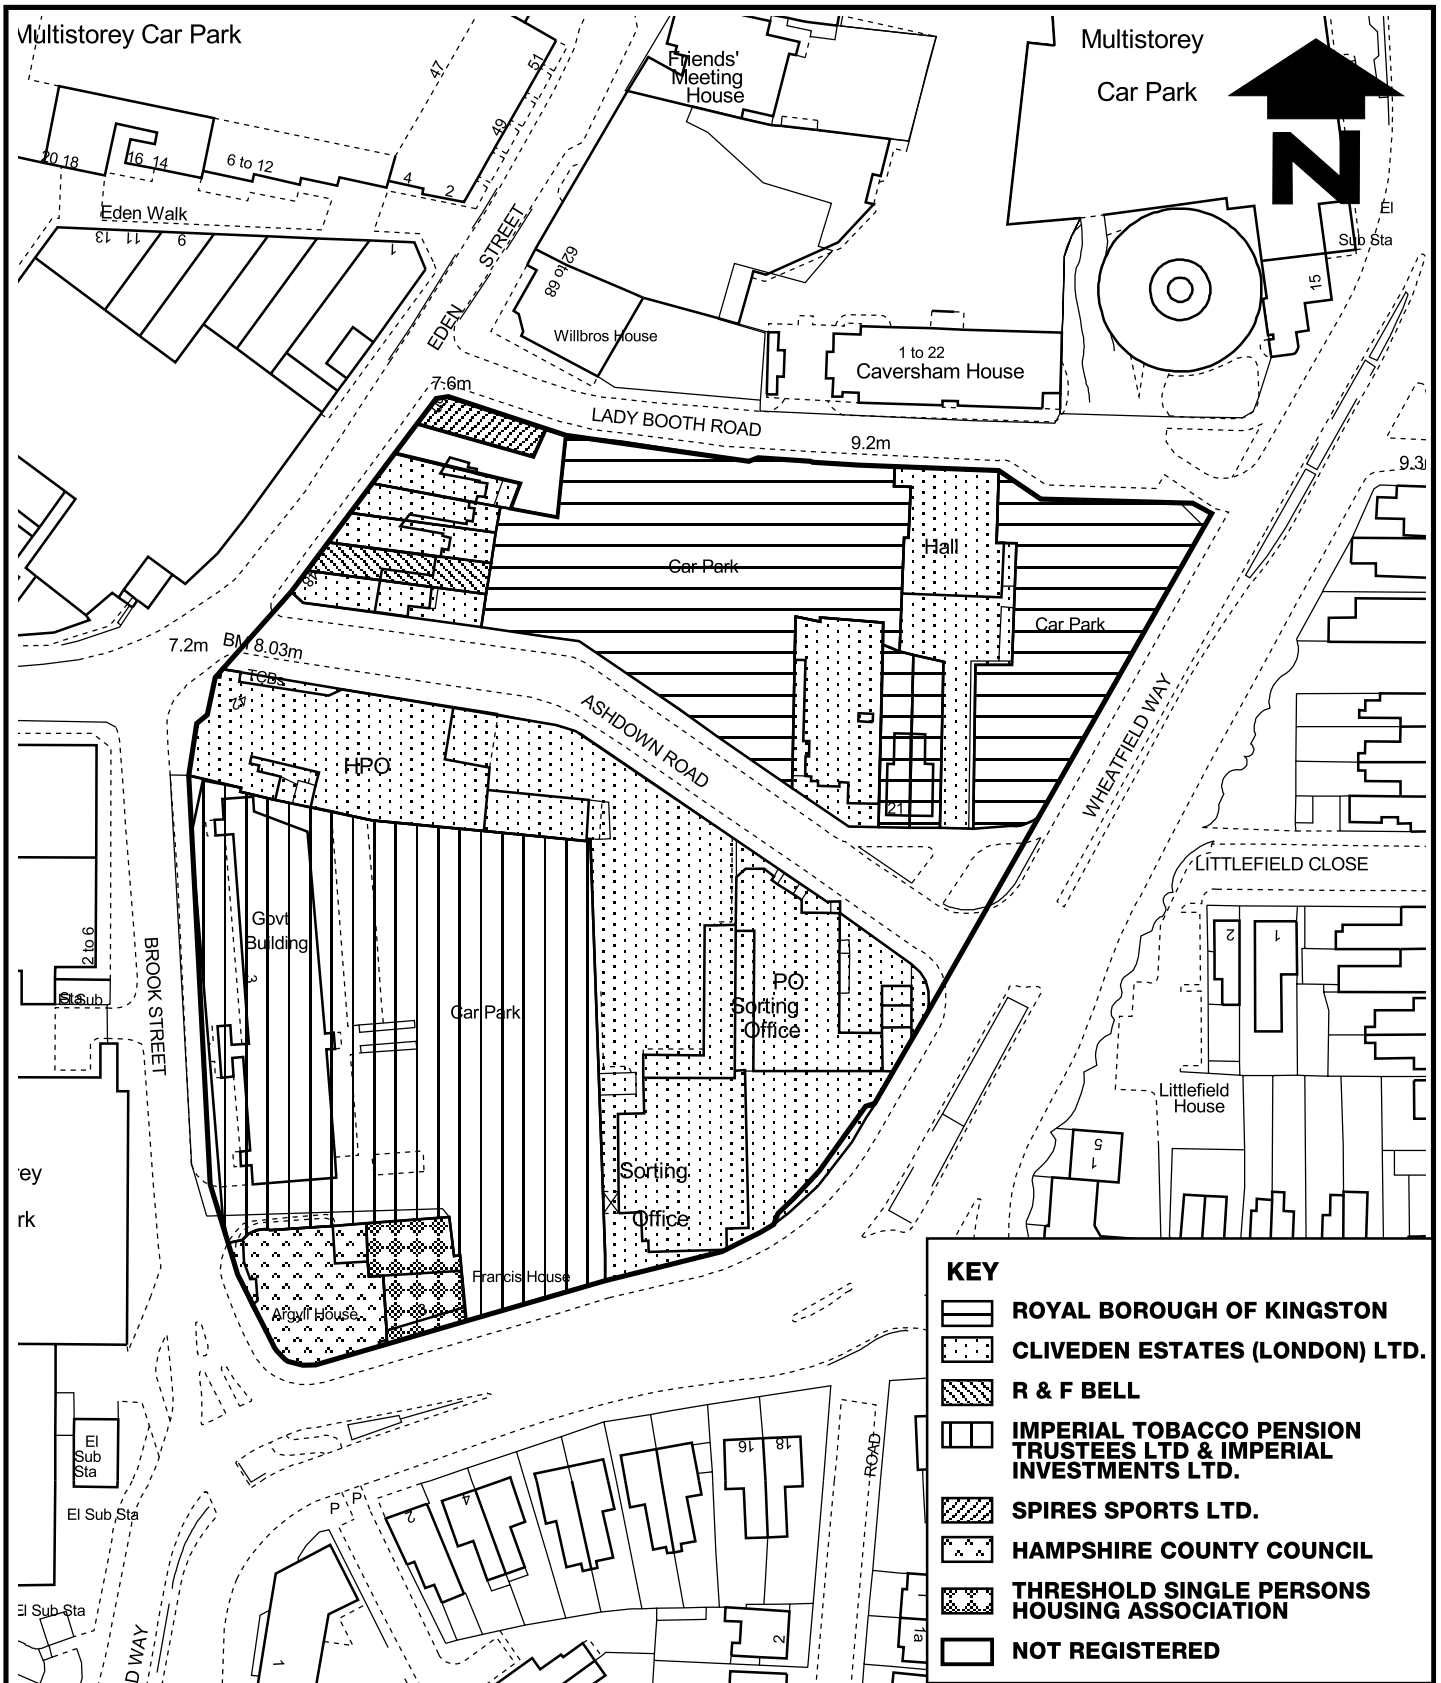 Multistorey Car Park
47
51
49
Friends'
Meeting
House
Multistorey
Car Park
N
20 18
16 14
6 to 12
4
2
Eden Walk
13
11
9
1
EDEN
STREET
62 to 68
Willbros House
1 to 22
Caversham House
El
Sub Sta
15
7.6m
LADY BOOTH ROAD
9.2m
Hall
Car Park
Car Park
7.2m
BM 8.03m
TCBs
42
HPO
ASHDOWN ROAD
21
WHEATFIELD WAY
LITTLEFIELD CLOSE
2
1
2 to 6
El Sub
Sta
BROOK STREET
Govt
Building
3
Car Park
PO
Sorting
Office
Sorting
Office
Littlefield
House
5
1
ey
rk
Francis House
Argyll House
El
Sub
Sta
El Sub Sta
El Sub Sta
D WAY
P
P
2
4
16
18
ROAD
1
2
1a
KEY
ROYAL BOROUGH OF KINGSTON
CLIVEDEN ESTATES (LONDON) LTD.
R & F BELL
IMPERIAL TOBACCO PENSION
TRUSTEES LTD & IMPERIAL
INVESTMENTS LTD.
SPIRES SPORTS LTD.
HAMPSHIRE COUNTY COUNCIL
THRESHOLD SINGLE PERSONS
HOUSING ASSOCIATION
NOT REGISTERED